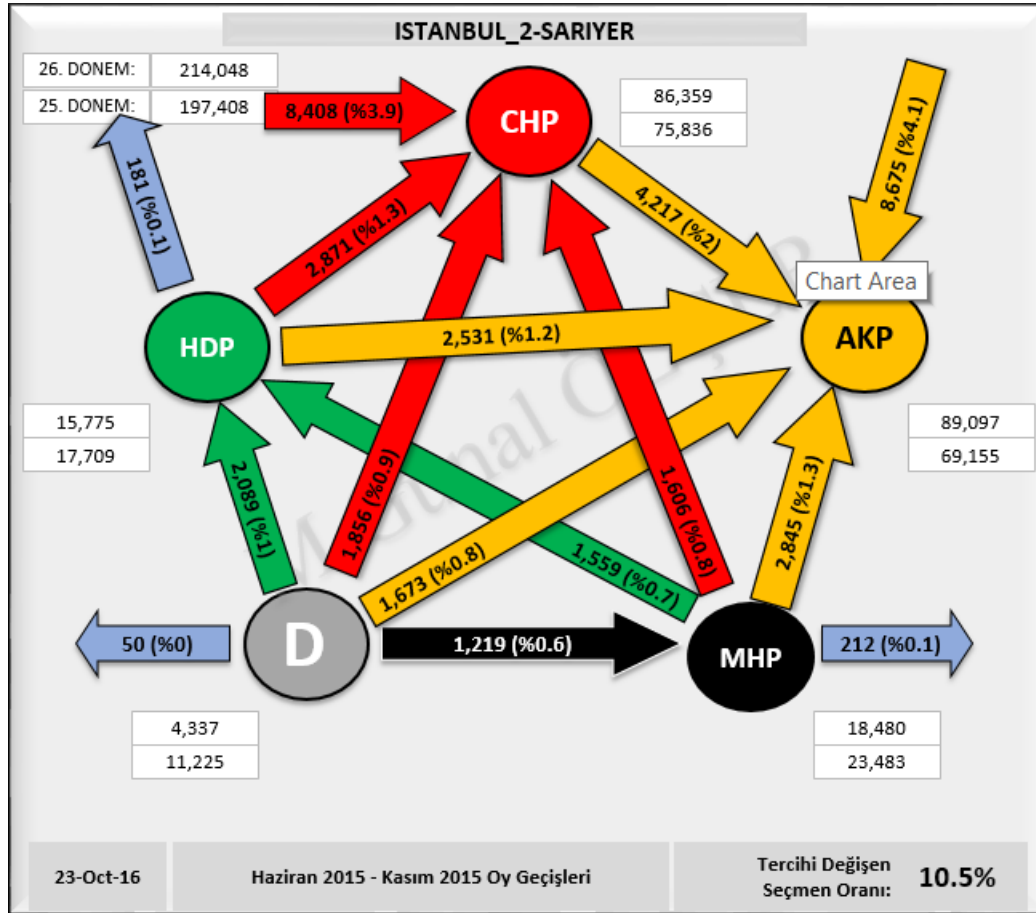 ISTANBUL_2-SARIYER
26. DONEM: 214,048
25. DONEM: 197,408
8,408 (%3.9)
CHP
86,359
75,836
8,675 (%4.1)
181 (%0.1)
2,871 (%1.3)
4,217 (%2)
Chart Area
HDP
2,531 (%1.2)
AKP
15,775
17,709
89,097
69,155
2,089 (%1)
1,856 (%0.9)
1,673 (%0.8)
1,559 (%0.7)
1,606 (%0.8)
2,845 (%1.3)
50 (%0)
D
1,219 (%0.6)
MHP
212 (%0.1)
4,337
11,225
18,480
23,483
23-Oct-16
Haziran 2015 - Kasım 2015 Oy Geçişleri
Tercihi Değişen
Seçmen Oranı:
10.5%